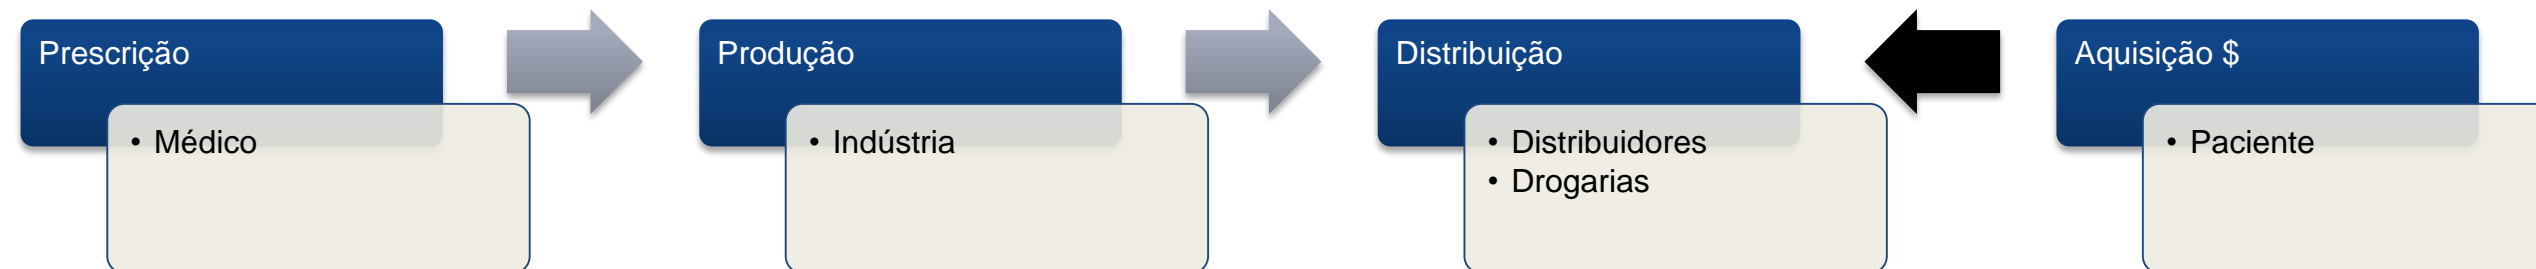 Prescrição
• Médico
Produção
• Indústria
Distribuição
• Distribuidores
• Drogarias
Aquisição $
• Paciente